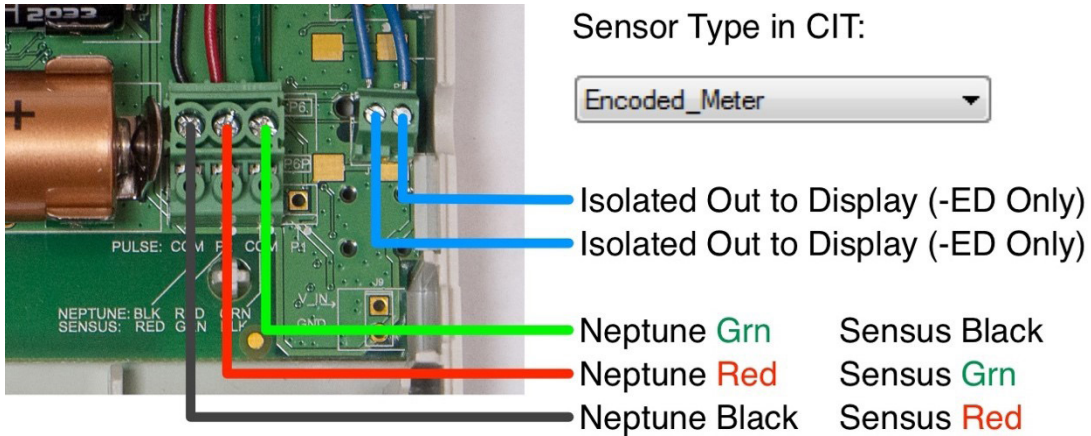 2033
Sensor Type in CIT:
Encoded_Meter
P6
P6P
Isolated Out to Display (-ED Only)
Isolated Out to Display (-ED Only)
PULSE: COM COM P1
J9
V_IN
GND
NEPTUNE: BLK RED GRN
SENSUS: RED GRN BLK
Neptune Grn Sensus Black
Neptune Red Sensus Grn
Neptune Black Sensus Red